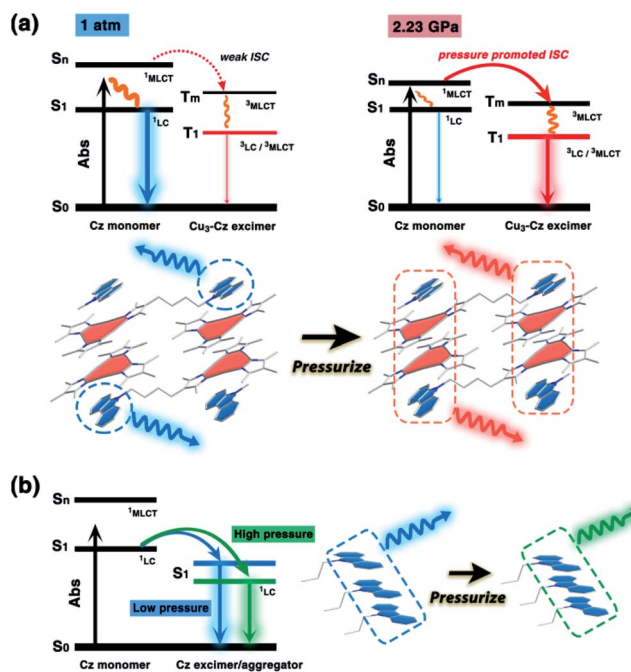 (a)
1 atm
2.23 GPa
Sn
¹MLCT
weak ISC
S1
¹LC
Tm
³MLCT
T1
³LC / ³MLCT
Abs
S0
Cz monomer
Cu3-Cz excimer
pressure promoted ISC
Sn
¹MLCT
S1
¹LC
Tm
³MLCT
T1
³LC / ³MLCT
Abs
S0
Cz monomer
Cu3-Cz excimer
Pressurize
(b)
Sn
¹MLCT
High pressure
S1
¹LC
S1
¹LC
Low pressure
Abs
S0
Cz monomer
Cz excimer/aggregator
Pressurize